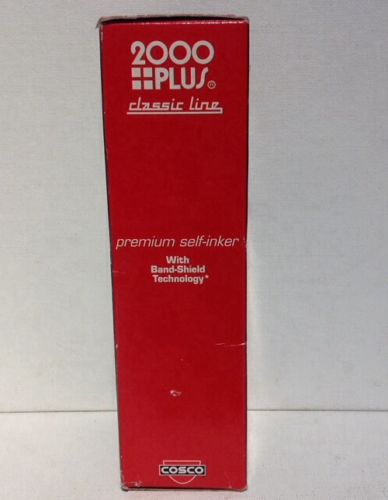 2000
PLUS®
classic line
premium self-inker
With
Band-Shield
Technology*
COSCO